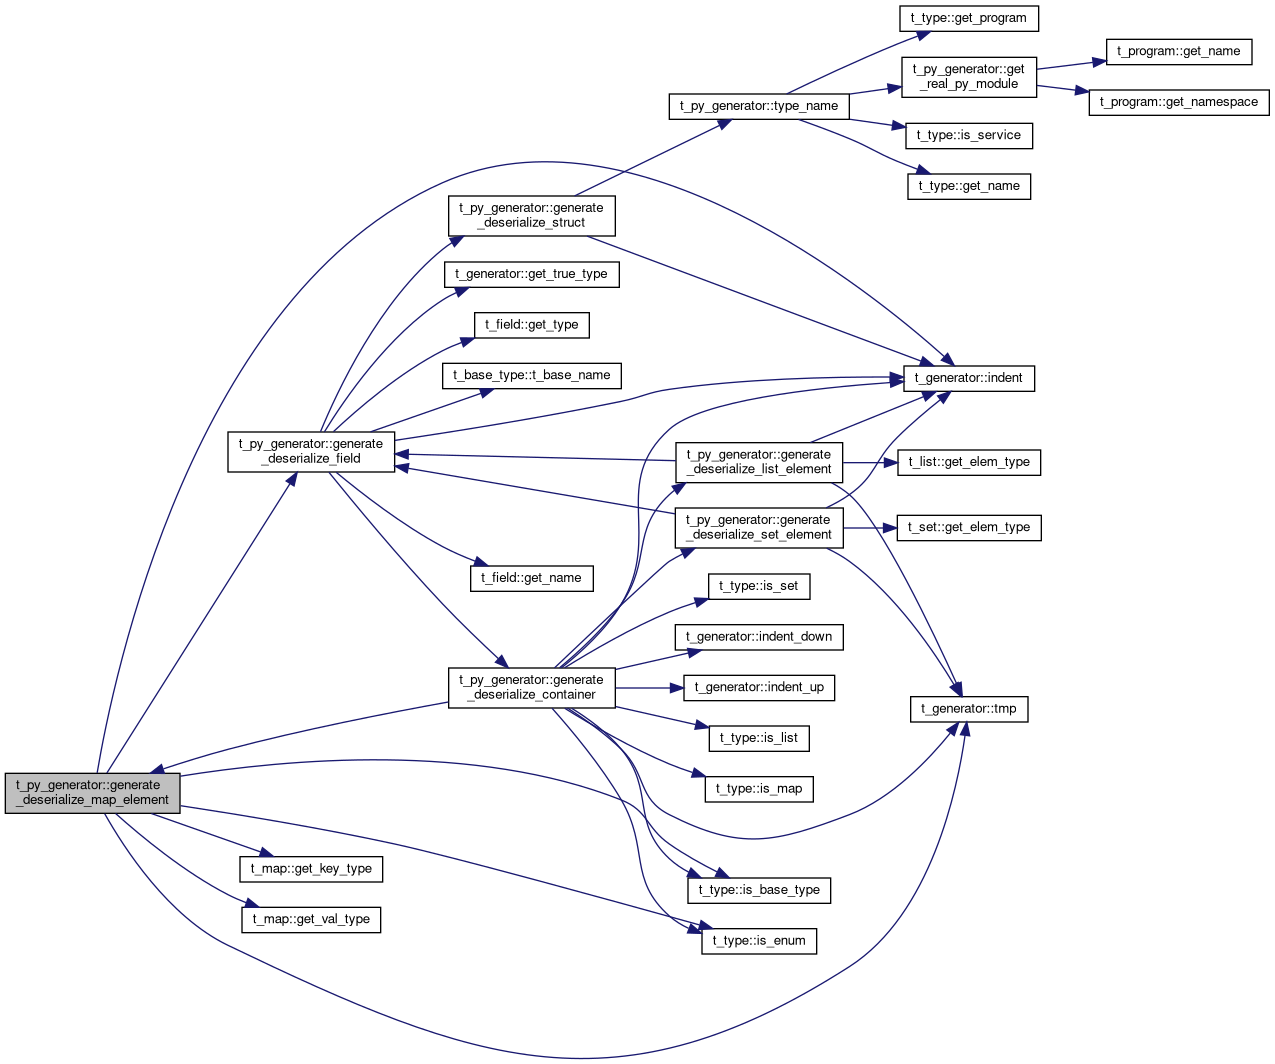 t_type::get_program
t_program::get_name
t_py_generator::get
_real_py_module
t_program::get_namespace
t_py_generator::type_name
t_type::is_service
t_type::get_name
t_py_generator::generate
_deserialize_struct
t_generator::get_true_type
t_field::get_type
t_base_type::t_base_name
t_generator::indent
t_py_generator::generate
_deserialize_field
t_py_generator::generate
_deserialize_list_element
t_list::get_elem_type
t_py_generator::generate
_deserialize_set_element
t_set::get_elem_type
t_field::get_name
t_type::is_set
t_generator::indent_down
t_py_generator::generate
_deserialize_container
t_generator::indent_up
t_generator::tmp
t_type::is_list
t_type::is_map
t_py_generator::generate
_deserialize_map_element
t_map::get_key_type
t_type::is_base_type
t_map::get_val_type
t_type::is_enum